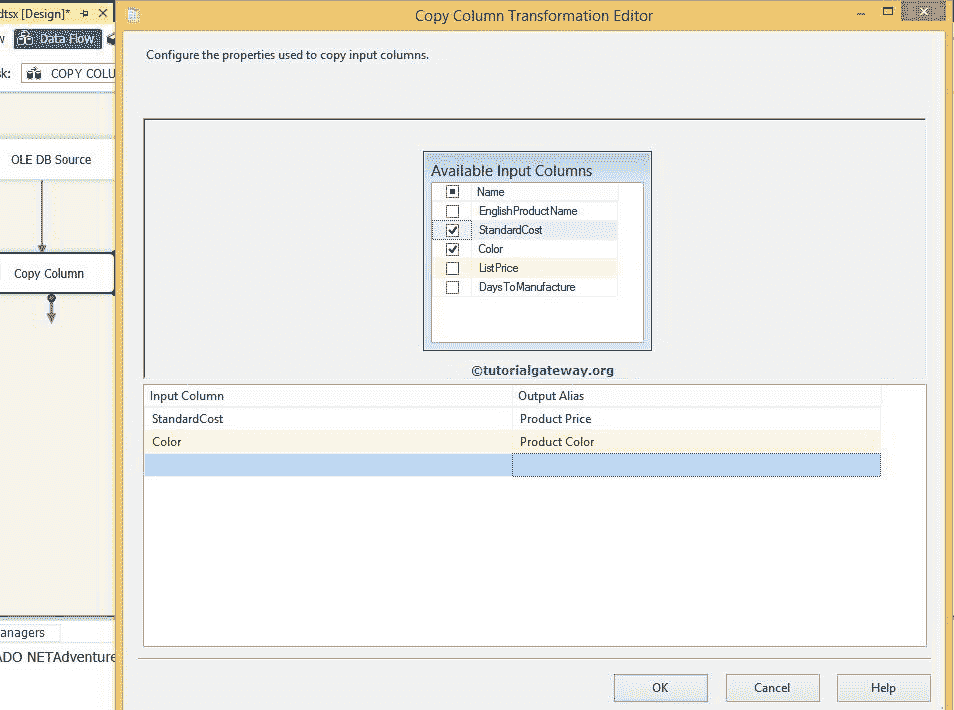 dtsx [Design]*
Copy Column Transformation Editor
Data Flow
Configure the properties used to copy input columns.
sk:
COPY COLU
OLE DB Source
Copy Column
Available Input Columns
Name
EnglishProductName
StandardCost
Color
ListPrice
DaysToManufacture
©tutorialgateway.org
Input Column Output Alias
StandardCost Product Price
Color Product Color
anagers
ADO NETAdventure
OK Cancel Help